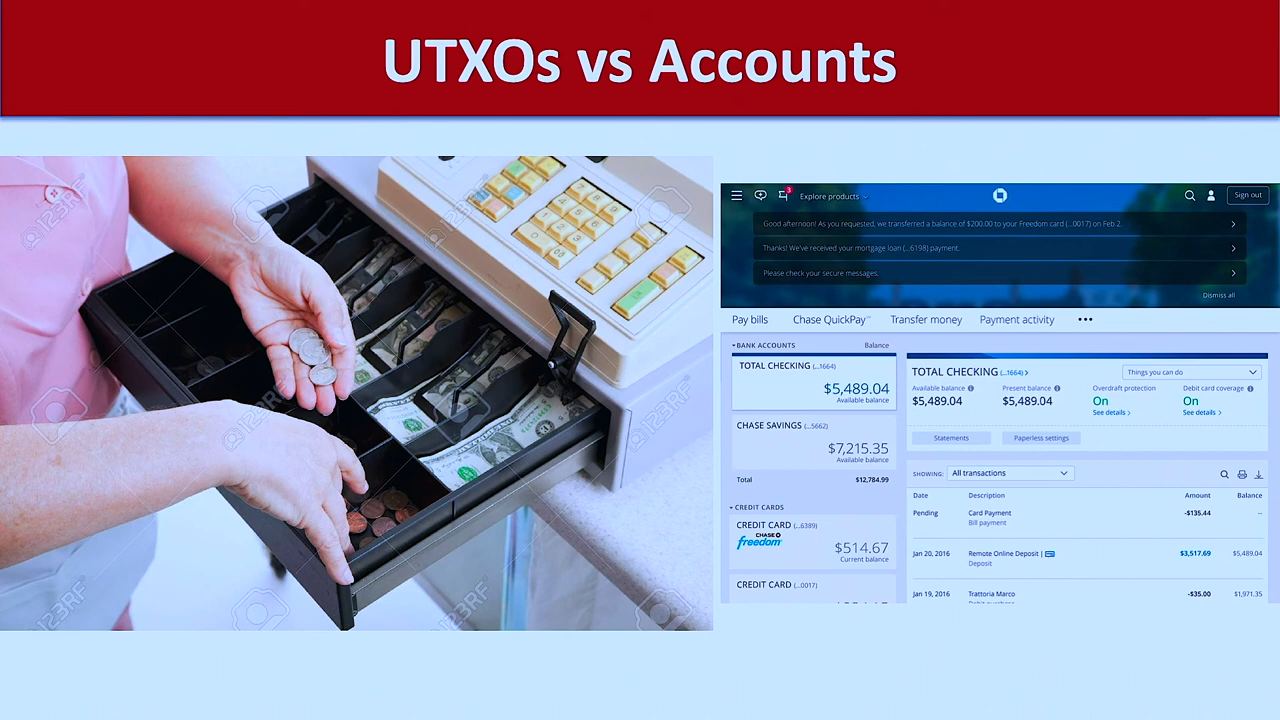 UTXOs vs Accounts
123RF
3
Explore products
Sign out
Good afternoon! As you requested, we transferred a balance of $200.00 to your Freedom card (...0017) on Feb 2.
Thanks! We've received your mortgage loan (...6198) payment.
Please check your secure messages.
Dismiss all
Pay bills Chase QuickPay℠ Transfer money Payment activity •••
BANK ACCOUNTS Balance
TOTAL CHECKING (...1664)
$5,489.04
Available balance
CHASE SAVINGS (...5662)
$7,215.35
Available balance
Total $12,784.99
CREDIT CARDS
CREDIT CARD (...6389)
CHASE
freedom
$514.67
Current balance
CREDIT CARD (...0017)
TOTAL CHECKING (...1664)
Things you can do
Available balance Present balance Overdraft protection Debit card coverage
$5,489.04 $5,489.04 On On
See details See details
Statements Paperless settings
SHOWING: All transactions
Date Description Amount Balance
Pending Card Payment -$135.44 --
Bill payment
Jan 20, 2016 Remote Online Deposit | $3,517.69 $5,489.04
Deposit
Jan 19, 2016 Trattoria Marco -$35.00 $1,971.35